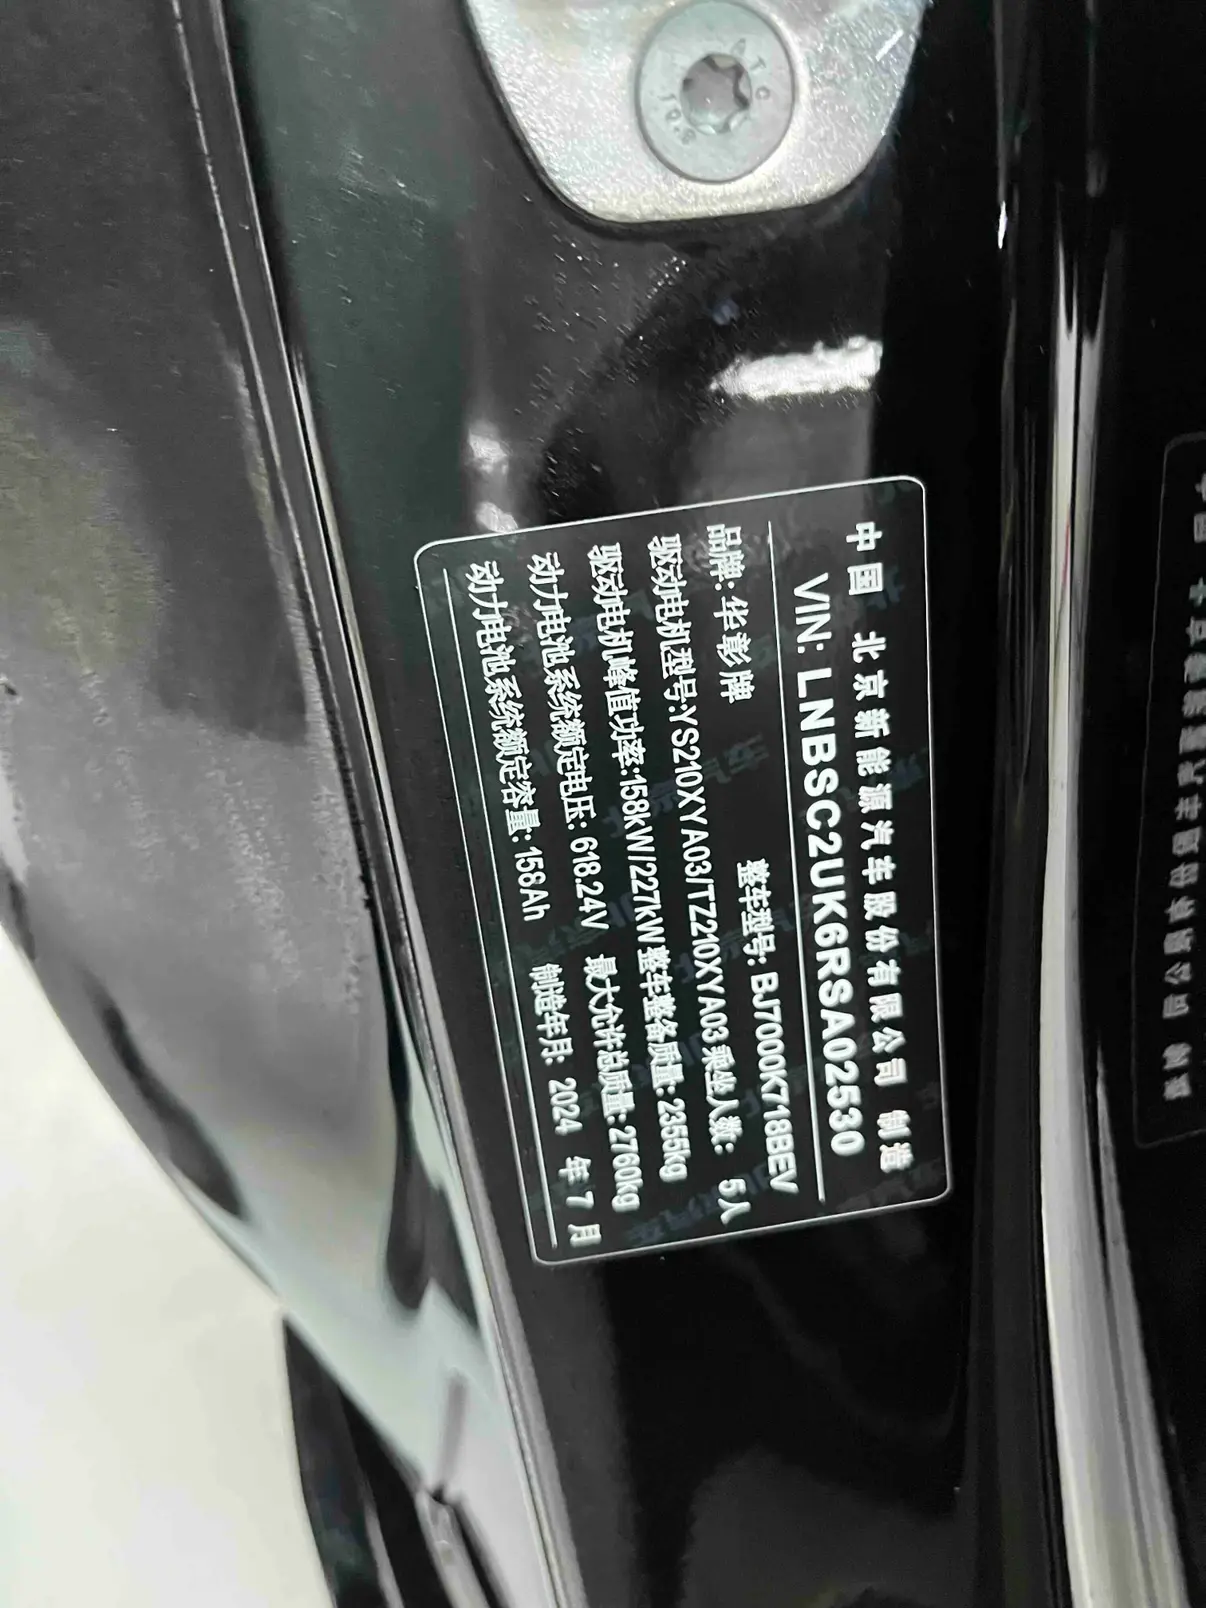 中国 北京新能源汽车股份有限公司 制造
VIN: LNBSC2UK6RSA02530
品牌: 华彰牌 整车型号: BJ7000K718BEV
驱动电机型号:YS210XYA03/TZ210XYA03 乘坐人数: 5人
驱动电机峰值功率:158kW/227kW 整车整备质量: 2355kg
动力电池系统额定电压: 618.24V 最大允许总质量: 2760kg
动力电池系统额定容量: 158Ah 制造年月: 2024 年 7 月